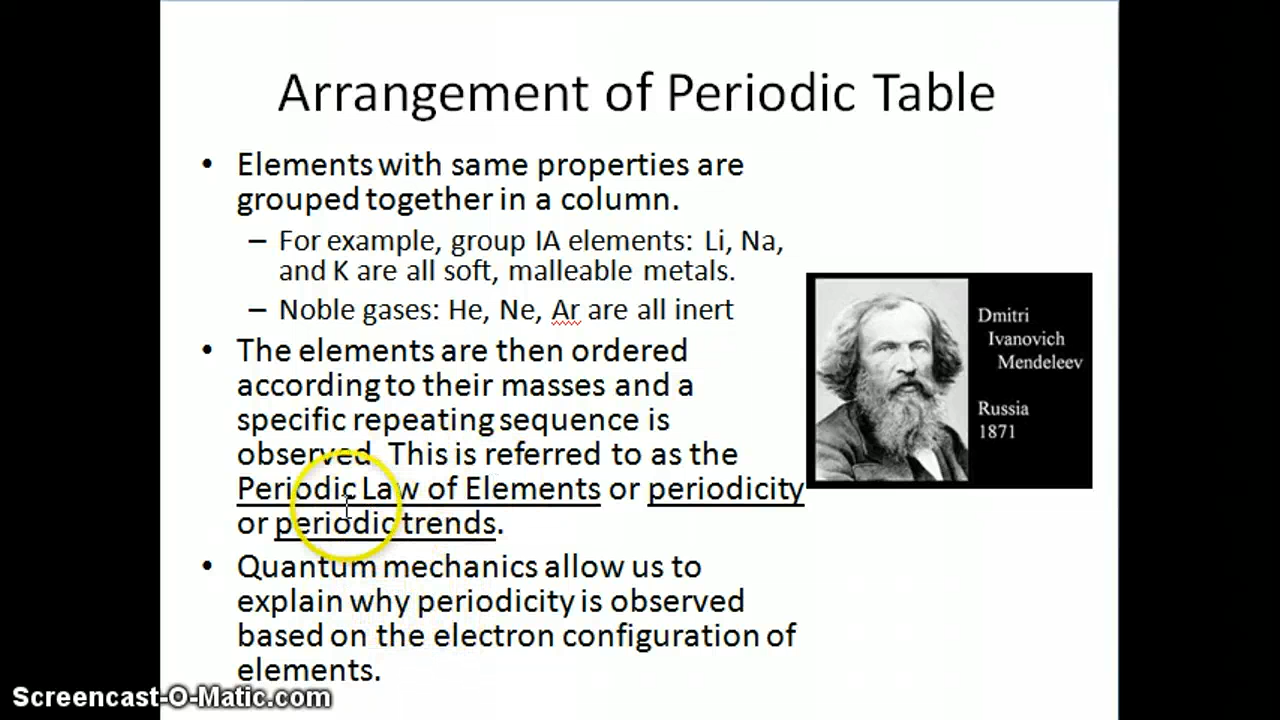 Arrangement of Periodic Table
• Elements with same properties are
grouped together in a column.
– For example, group IA elements: Li, Na,
and K are all soft, malleable metals.
– Noble gases: He, Ne, Ar are all inert
• The elements are then ordered
according to their masses and a
specific repeating sequence is
observed. This is referred to as the
Periodic Law of Elements or periodicity
or periodic trends.
• Quantum mechanics allow us to
explain why periodicity is observed
based on the electron configuration of
elements.
Dmitri
Ivanovich
Mendeleev
Russia
1871
Screencast-O-Matic.com